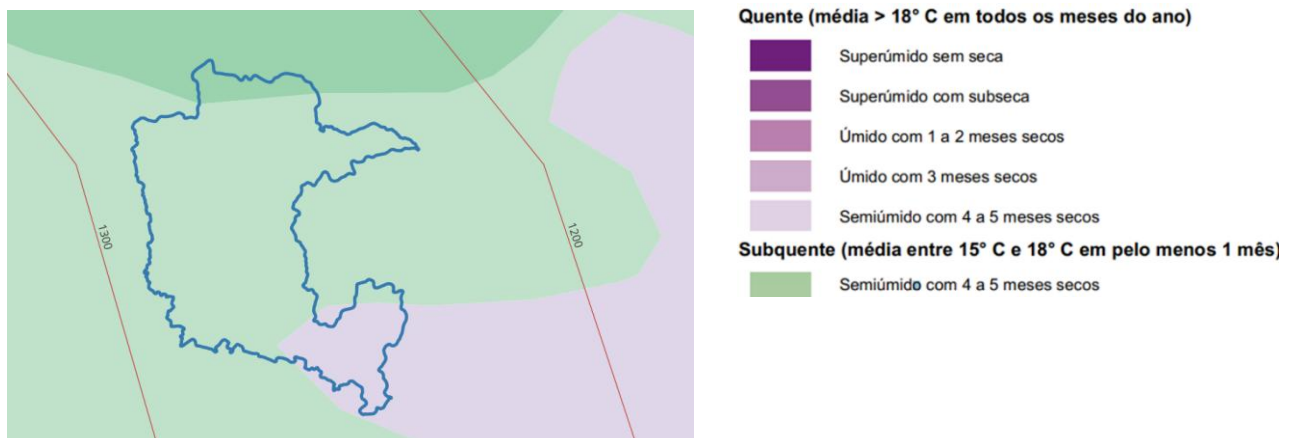 1300
1200
Quente (média > 18° C em todos os meses do ano)
Superúmido sem seca
Superúmido com subseca
Úmido com 1 a 2 meses secos
Úmido com 3 meses secos
Semiúmido com 4 a 5 meses secos
Subquente (média entre 15° C e 18° C em pelo menos 1 mês)
Semiúmido com 4 a 5 meses secos